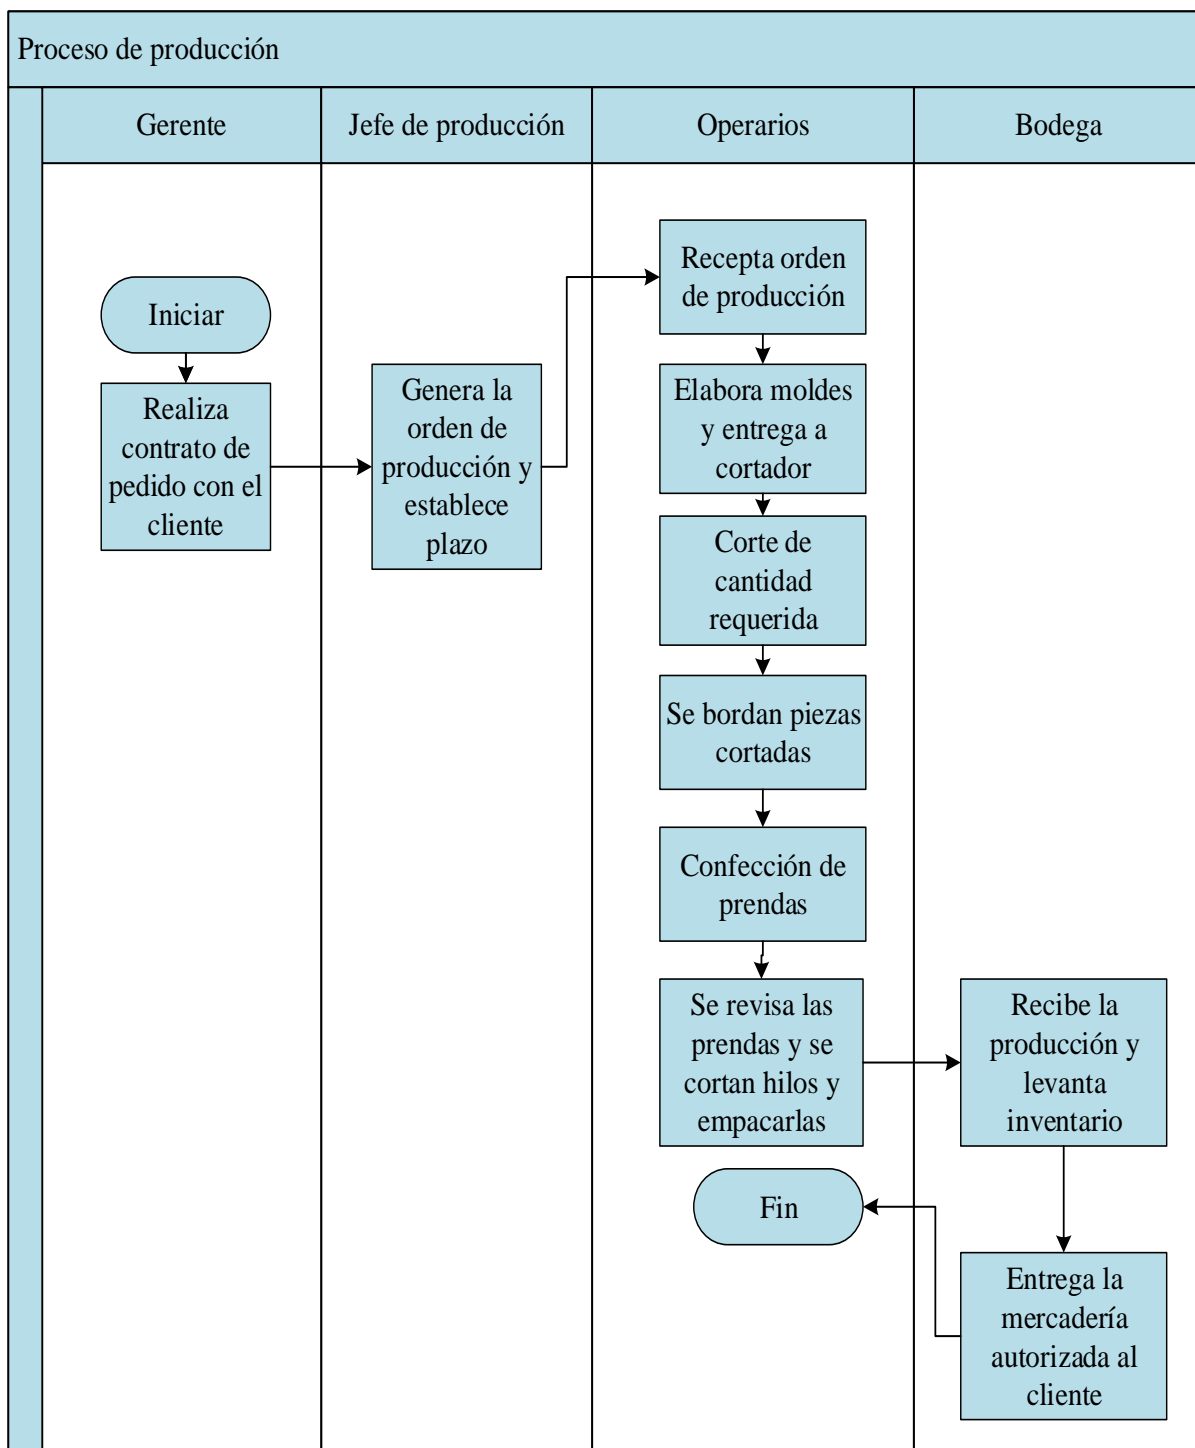 Proceso de producción
Gerente
Jefe de producción
Operarios
Bodega
Iniciar
Realiza
contrato de
pedido con el
cliente
Genera la
orden de
producción y
establece
plazo
Recepta orden
de producción
Elabora moldes
y entrega a
cortador
Corte de
cantidad
requerida
Se bordan piezas
cortadas
Confección de
prendas
Se revisa las
prendas y se
cortan hilos y
empacarlas
Recibe la
producción y
levanta
inventario
Entrega la
mercadería
autorizada al
cliente
Fin